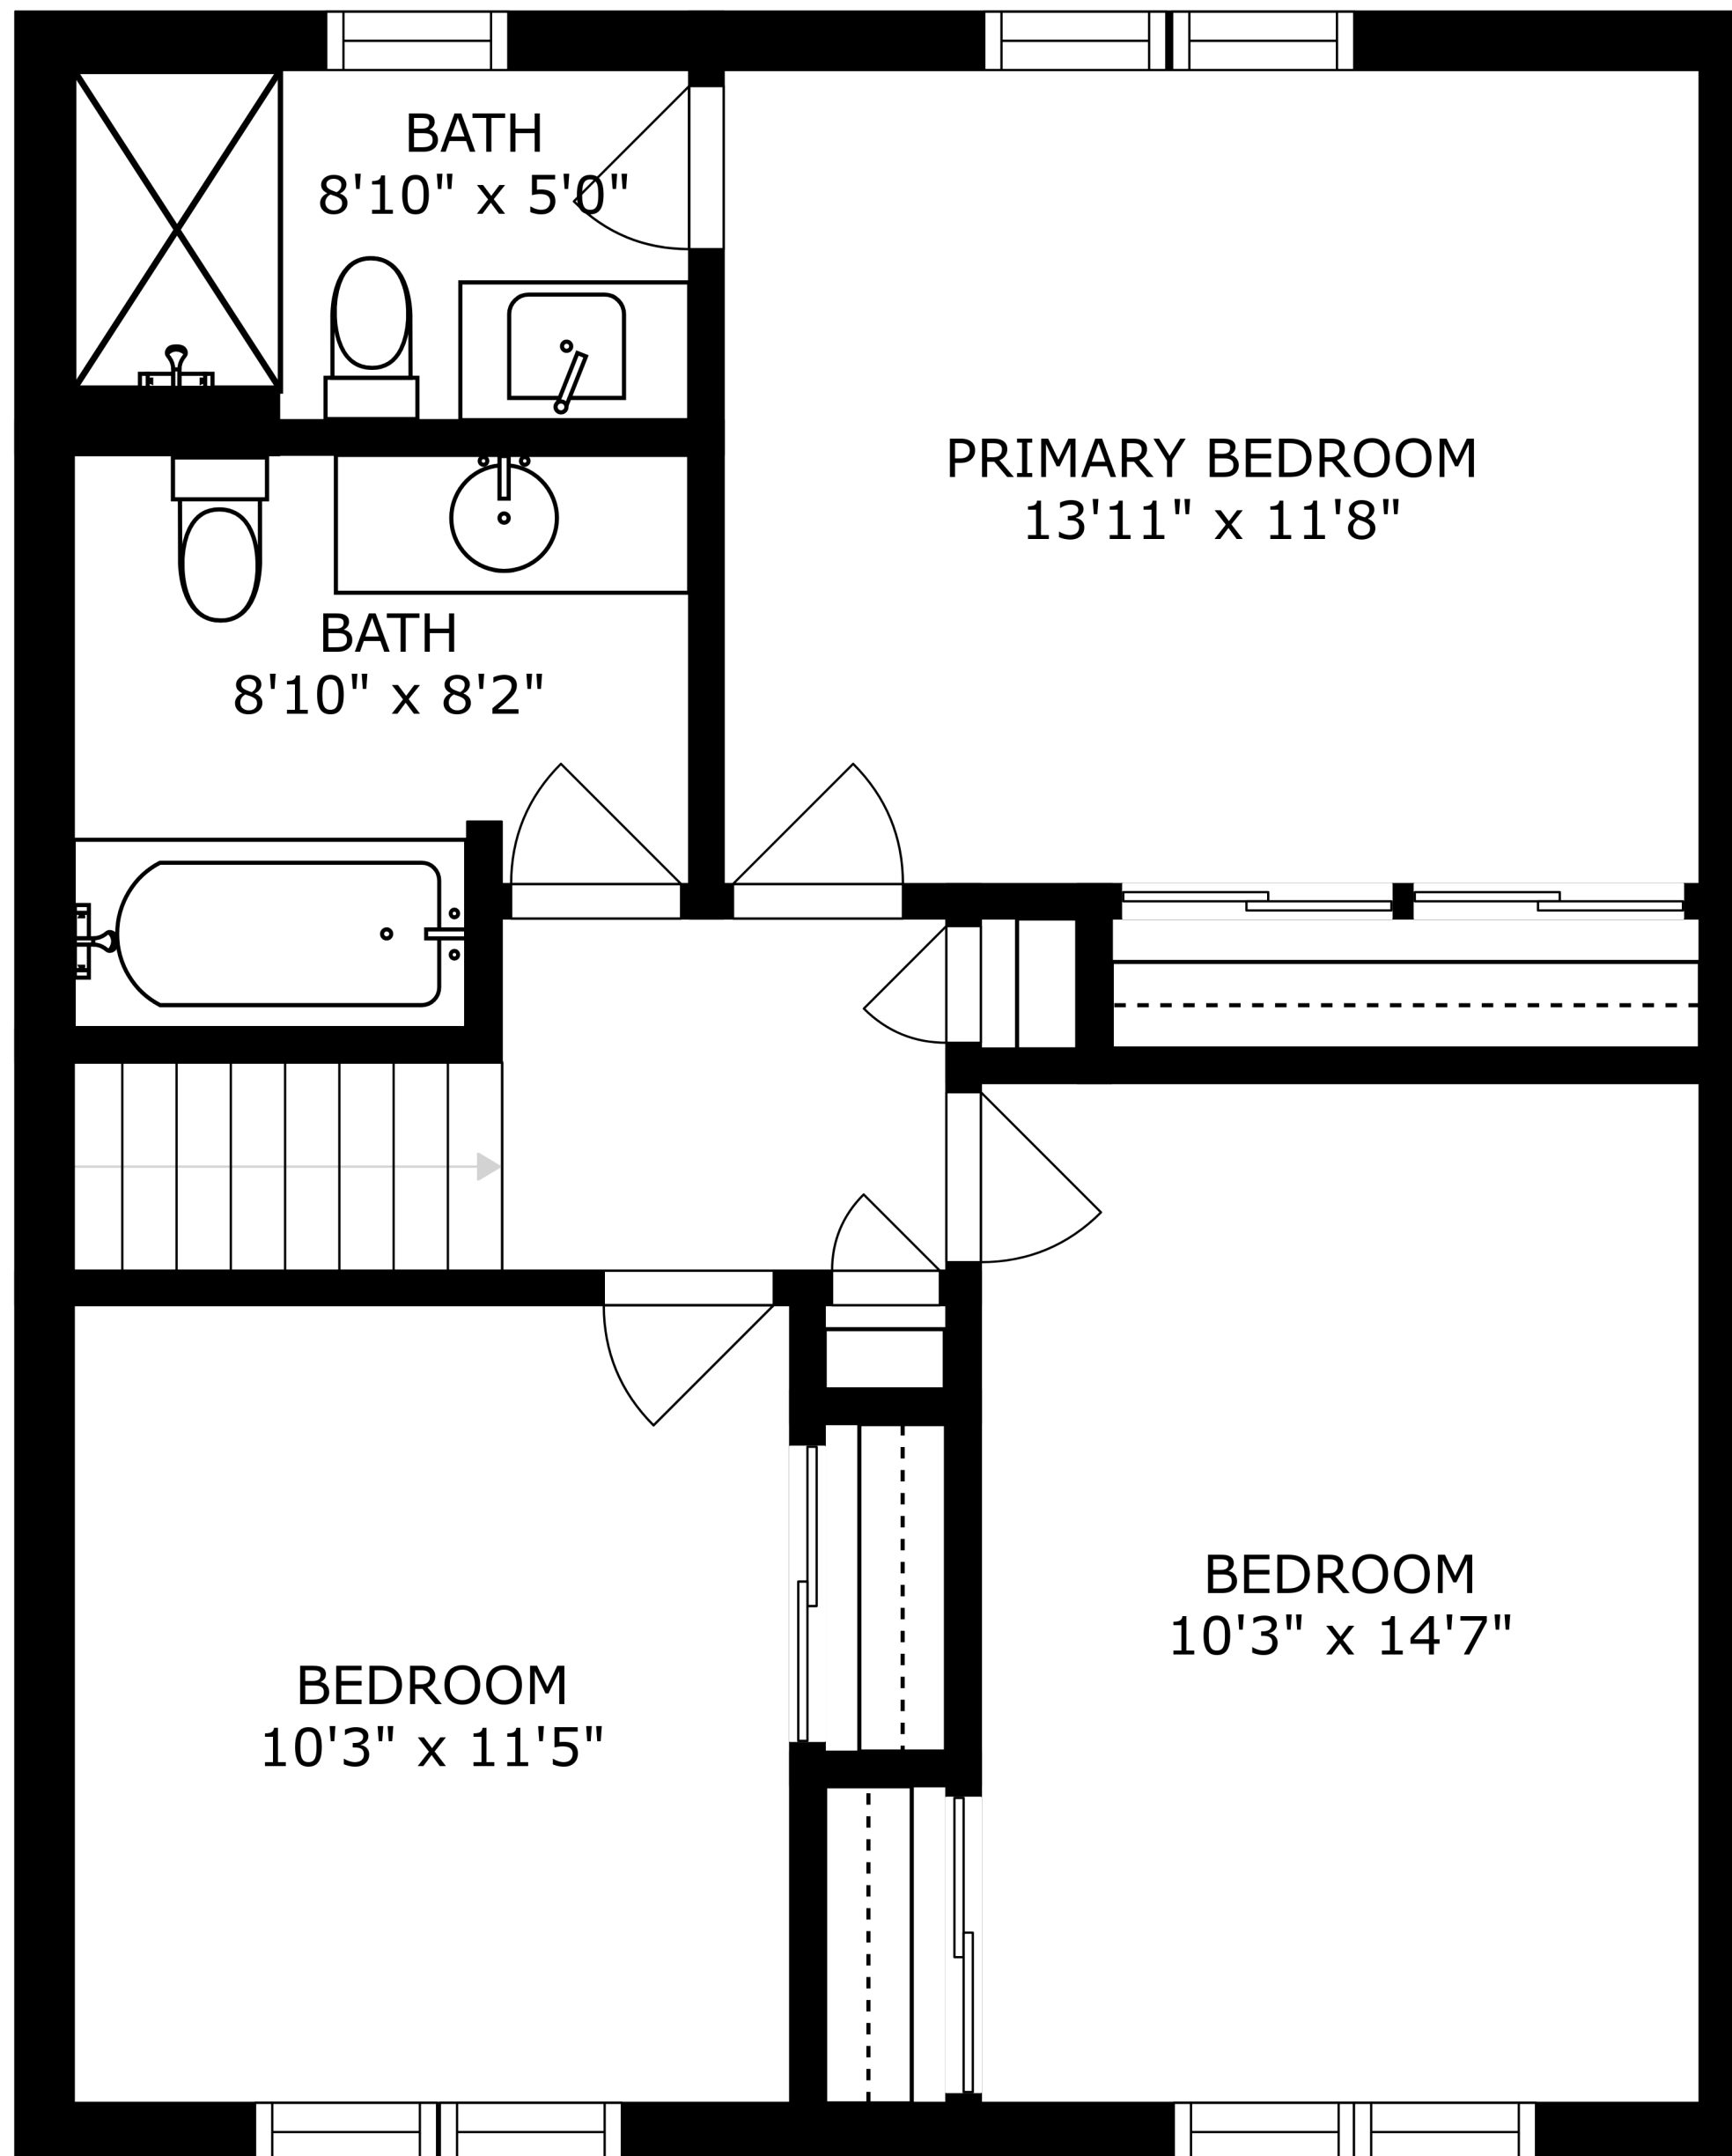 BATH
8'10" x 5'0"
PRIMARY BEDROOM
13'11" x 11'8"
BATH
8'10" x 8'2"
BEDROOM
10'3" x 14'7"
BEDROOM
10'3" x 11'5"